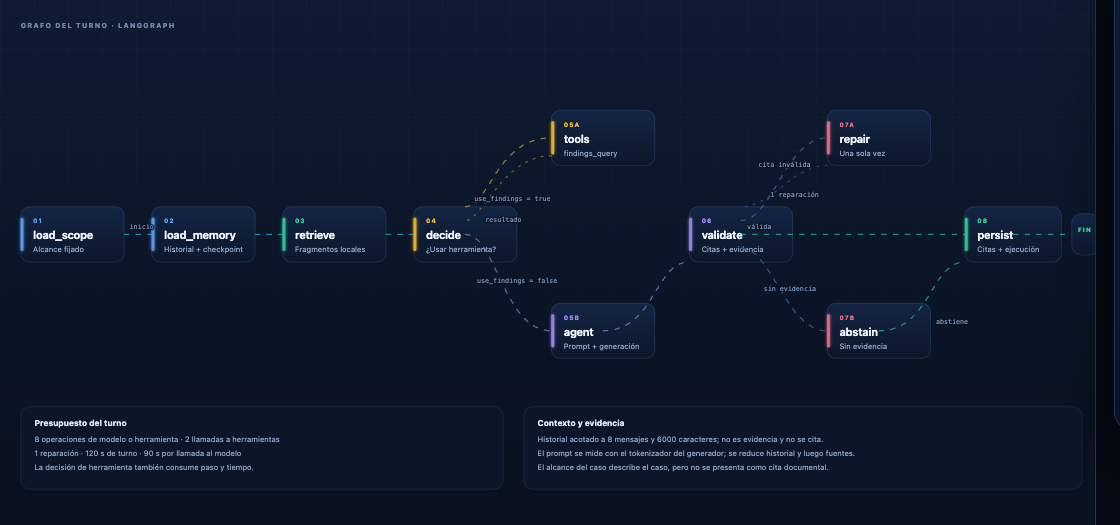 GRAFO DEL TURNO · LANGGRAPH
05A
tools
findings_query
07A
repair
Una sola vez
cita inválida
1 reparación
use_findings = true
resultado
01
load_scope
Alcance fijado
inicio
02
load_memory
Historial + checkpoint
03
retrieve
Fragmentos locales
04
decide
¿Usar herramienta?
06
validate
Citas + evidencia
válida
08
persist
Citas + ejecución
FIN
use_findings = false
sin evidencia
05B
agent
Prompt + generación
07B
abstain
Sin evidencia
abstiene
Presupuesto del turno
8 operaciones de modelo o herramienta · 2 llamadas a herramientas
1 reparación · 120 s de turno · 90 s por llamada al modelo
La decisión de herramienta también consume paso y tiempo.
Contexto y evidencia
Historial acotado a 8 mensajes y 6000 caracteres; no es evidencia y no se cita.
El prompt se mide con el tokenizador del generador; se reduce historial y luego fuentes.
El alcance del caso describe el caso, pero no se presenta como cita documental.